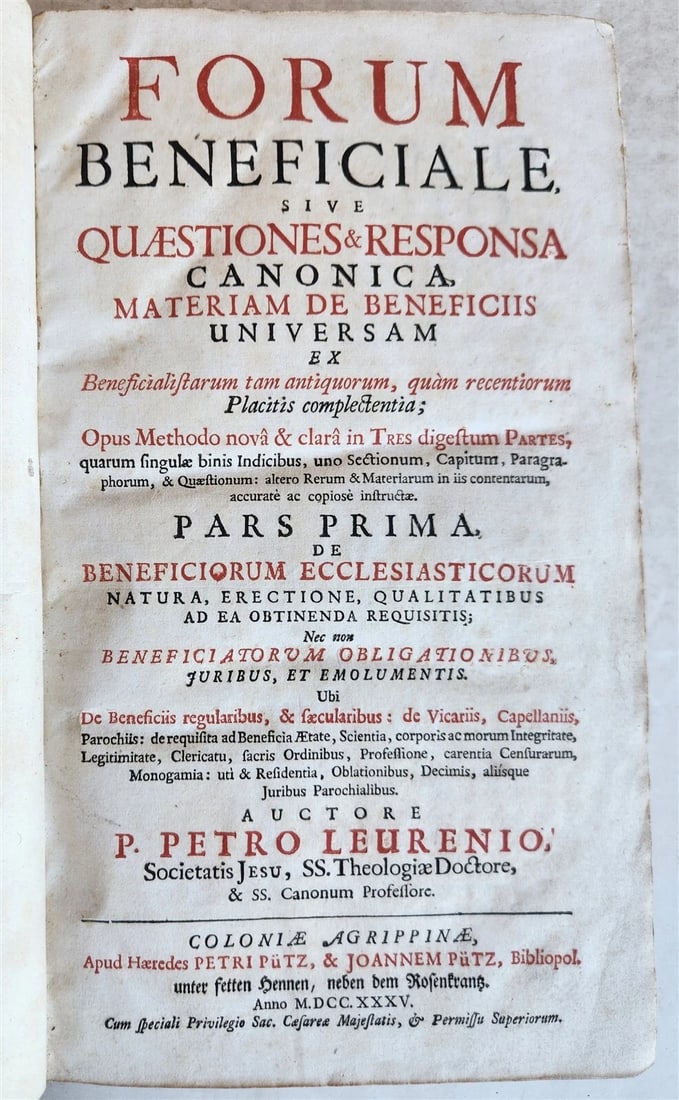 FORUM
BENEFICIALE,
SIVE
QUÆSTIONES & RESPONSA
CANONICA,
MATERIAM DE BENEFICIIS
UNIVERSAM
EX
Beneficialiſtarum tam antiquorum, quàm recentiorum
Placitis complectentia;
Opus Methodo novâ & clarâ in TRES digeſtum PARTES,
quarum ſingulæ binis Indicibus, uno Sectionum, Capitum, Paragra-
phorum, & Quæſtionum: altero Rerum & Materiarum in iis contentarum,
accuratè ac copiosè inſtructæ.
PARS PRIMA,
DE
BENEFICIORUM ECCLESIASTICORUM
NATURA, ERECTIONE, QUALITATIBUS
AD EA OBTINENDA REQUISITIS;
Nec non
BENEFICIATORVM OBLIGATIONIBVS,
JURIBUS, ET EMOLUMENTIS.
Ubi
De Beneficiis regularibus, & ſæcularibus: de Vicariis, Capellaniis,
Parochiis: de requiſita ad Beneficia Ætate, Scientia, corporis ac morum Integritate,
Legitimitate, Clericatu, ſacris Ordinibus, Profeſſione, carentia Cenſurarum,
Monogamia: uti & Reſidentia, Oblationibus, Decimis, aliíſque
Juribus Parochialibus.
AUCTORE
P. PETRO LEURENIO,
Societatis JESU, SS. Theologiæ Doctore,
& SS. Canonum Profeſſore.
COLONIÆ AGRIPPINÆ,
Apud Hæredes PETRI PüTZ, & JOANNEM PüTZ, Bibliopol.
unter fetten Hennen, neben dem Roſenkrantz.
Anno M.DCC.XXXV.
Cum ſpeciali Privilegio Sac. Cæſareæ Majeſtatis, & Permiſſu Superiorum.